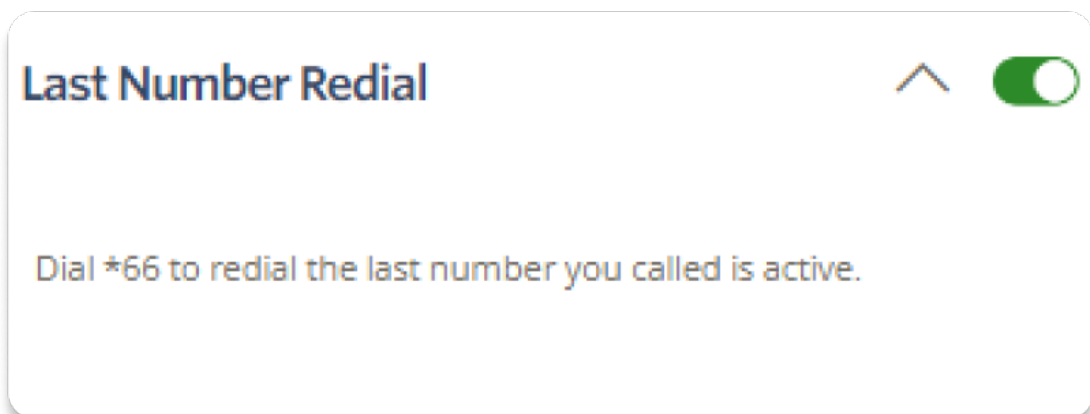 Last Number Redial
Dial *66 to redial the last number you called is active.